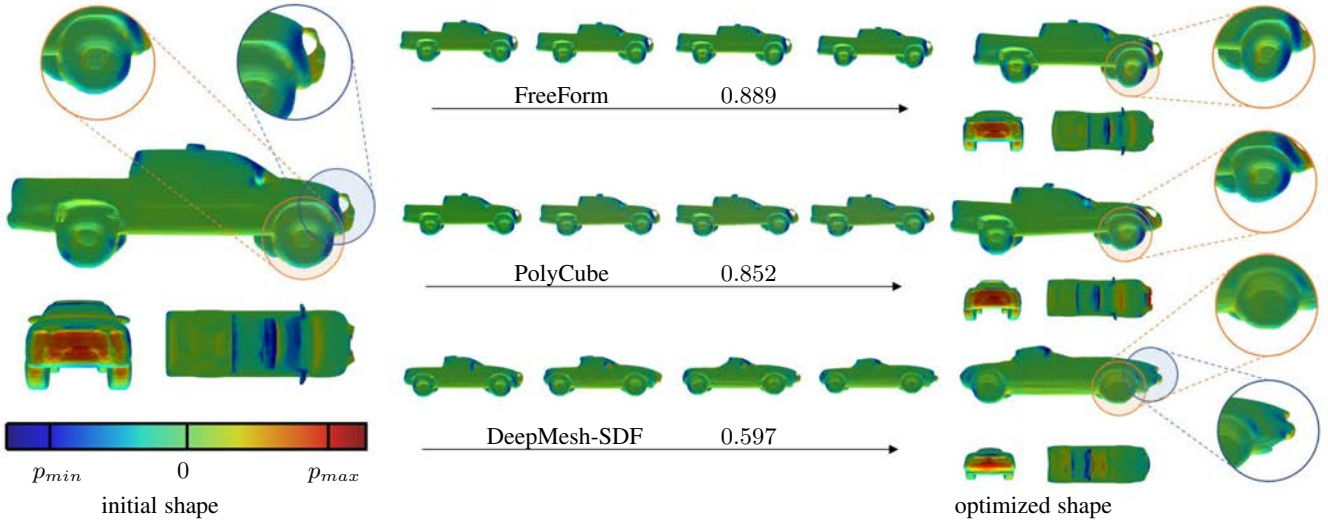 FreeForm 0.889
PolyCube 0.852
DeepMesh-SDF 0.597
p_min 0 p_max
initial shape
optimized shape